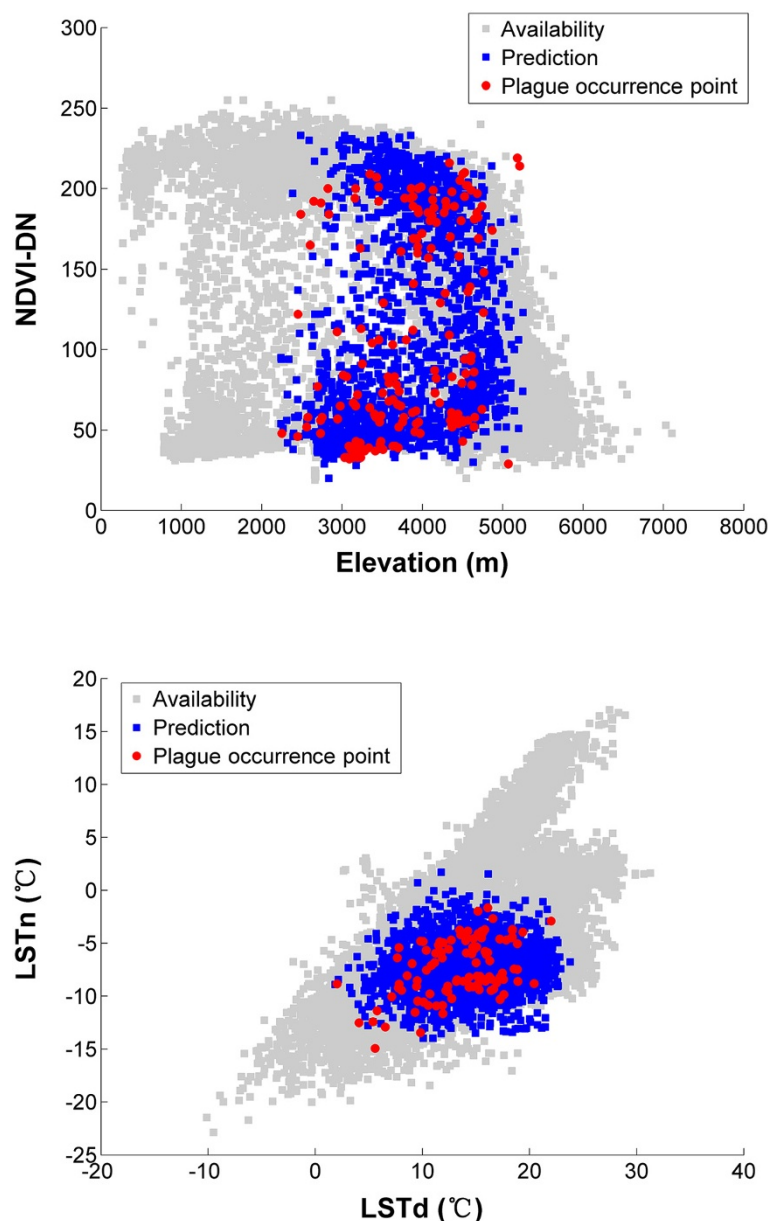 300
250
200
150
100
50
0
NDVI-DN
Availability
Prediction
Plague occurrence point
0 1000 2000 3000 4000 5000 6000 7000 8000
Elevation (m)
20
15
10
5
0
-5
-10
-15
-20
-25
LSTn (℃)
Availability
Prediction
Plague occurrence point
-20 -10 0 10 20 30 40
LSTd (℃)